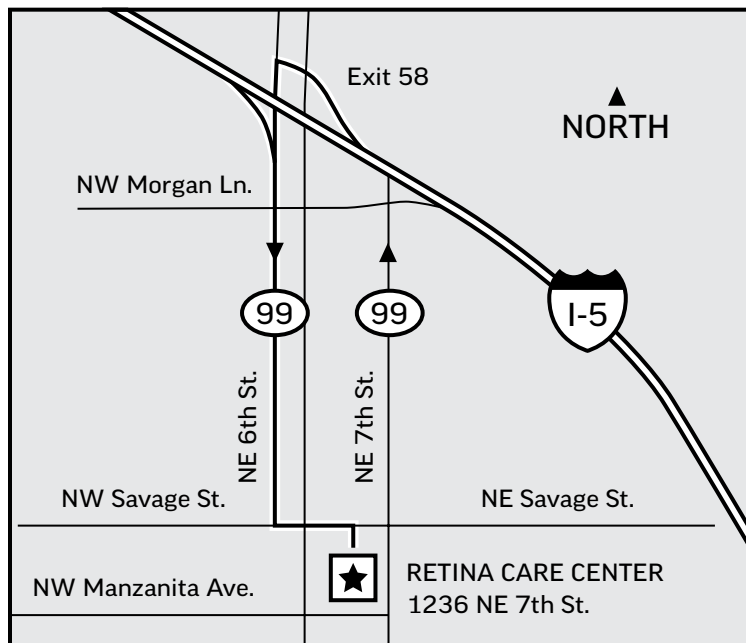 Exit 58
NORTH
NW Morgan Ln.
99
99
I-5
NE 6th St.
NE 7th St.
NW Savage St.
NE Savage St.
RETINA CARE CENTER
NW Manzanita Ave.
1236 NE 7th St.